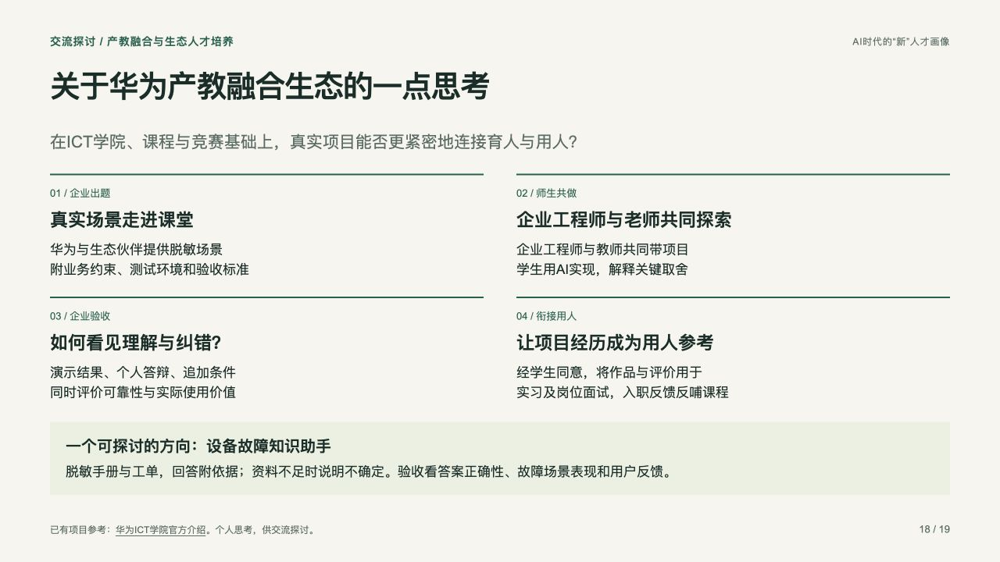 交流探讨 / 产教融合与生态人才培养
AI时代的“新”人才画像
关于华为产教融合生态的一点思考
在ICT学院、课程与竞赛基础上，真实项目能否更紧密地连接育人与用人？
01 / 企业出题
真实场景走进课堂
华为与生态伙伴提供脱敏场景
附业务约束、测试环境和验收标准
02 / 师生共做
企业工程师与老师共同探索
企业工程师与教师共同带项目
学生用AI实现，解释关键取舍
03 / 企业验收
如何看见理解与纠错？
演示结果、个人答辩、追加条件
同时评价可靠性与实际使用价值
04 / 衔接用人
让项目经历成为用人参考
经学生同意，将作品与评价用于
实习及岗位面试，入职反馈反哺课程
一个可探讨的方向：设备故障知识助手
脱敏手册与工单，回答附依据；资料不足时说明不确定。验收看答案正确性、故障场景表现和用户反馈。
已有项目参考：华为ICT学院官方介绍。个人思考，供交流探讨。
18 / 19